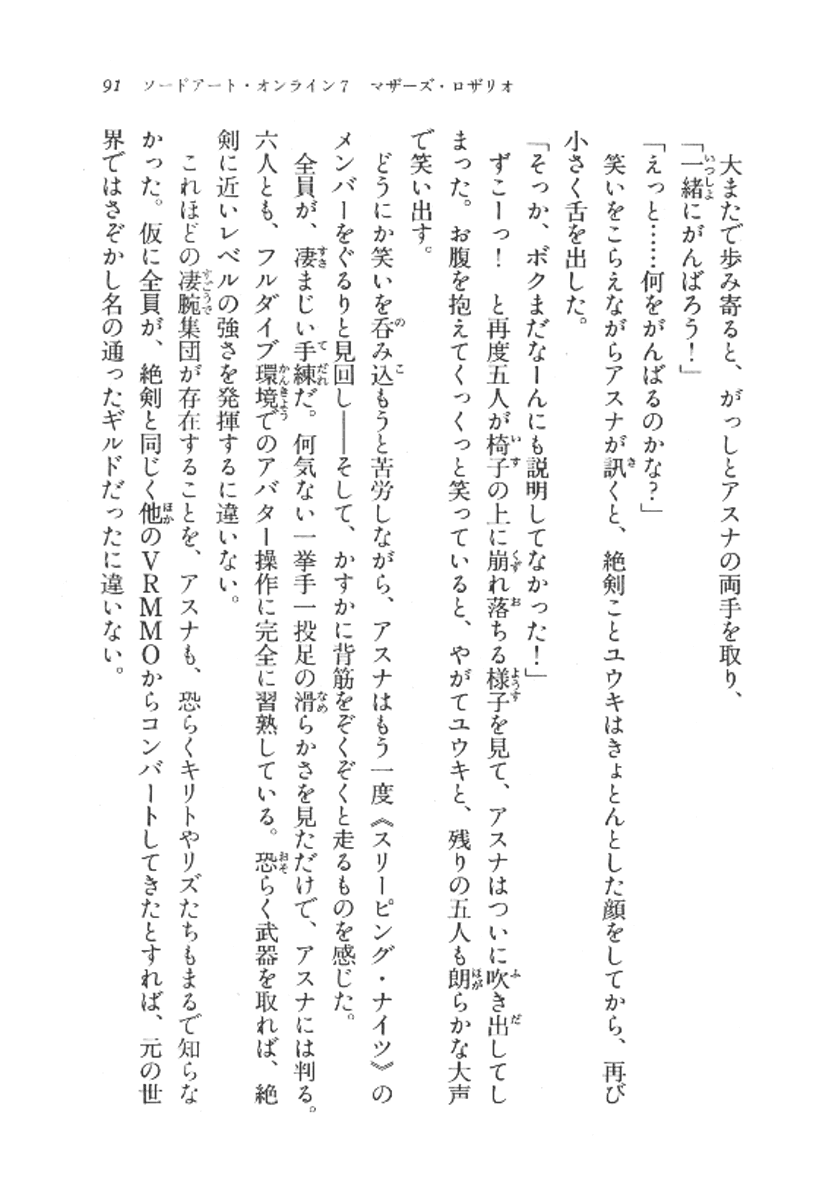 91 ソードアート・オンライン7 マザーズ・ロザリオ
大またで歩み寄ると、がっしとアスナの両手を取り、
「一緒にがんばろう！」
「えっと……何をがんばるのかな？」
笑いをこらえながらアスナが訊くと、絶剣ことユウキはきょとんとした顔をしてから、再び
小さく舌を出した。
「そっか、ボクまだなーんにも説明してなかった！」
ずこーっ！　と再度五人が椅子の上に崩れ落ちる様子を見て、アスナはついに吹き出してし
まった。お腹を抱えてくっくっと笑っていると、やがてユウキと、残りの五人も朗らかな大声
で笑い出す。
どうにか笑いを呑み込もうと苦労しながら、アスナはもう一度《スリーピング・ナイツ》の
メンバーをぐるりと見回し――そして、かすかに背筋をぞくぞくと走るものを感じた。
全員が、凄まじい手練だ。何気ない一挙手一投足の滑らかさを見ただけで、アスナには判る。
六人とも、フルダイブ環境でのアバター操作に完全に習熟している。恐らく武器を取れば、絶
剣に近いレベルの強さを発揮するに違いない。
これほどの凄腕集団が存在することを、アスナも、恐らくキリトやリズたちもまるで知らな
かった。仮に全員が、絶剣と同じく他のＶＲＭＭＯからコンバートしてきたとすれば、元の世
界ではさぞかし名の通ったギルドだったに違いない。